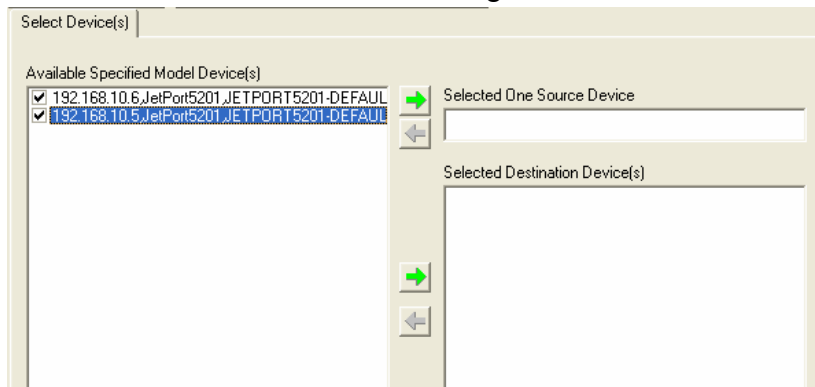 Select Device(s)
Available Specified Model Device(s)
192.168.10.6,JetPort5201,JETPORT5201-DEFAUL
192.168.10.5,JetPort5201,JETPORT5201-DEFAUL
Selected One Source Device
Selected Destination Device(s)